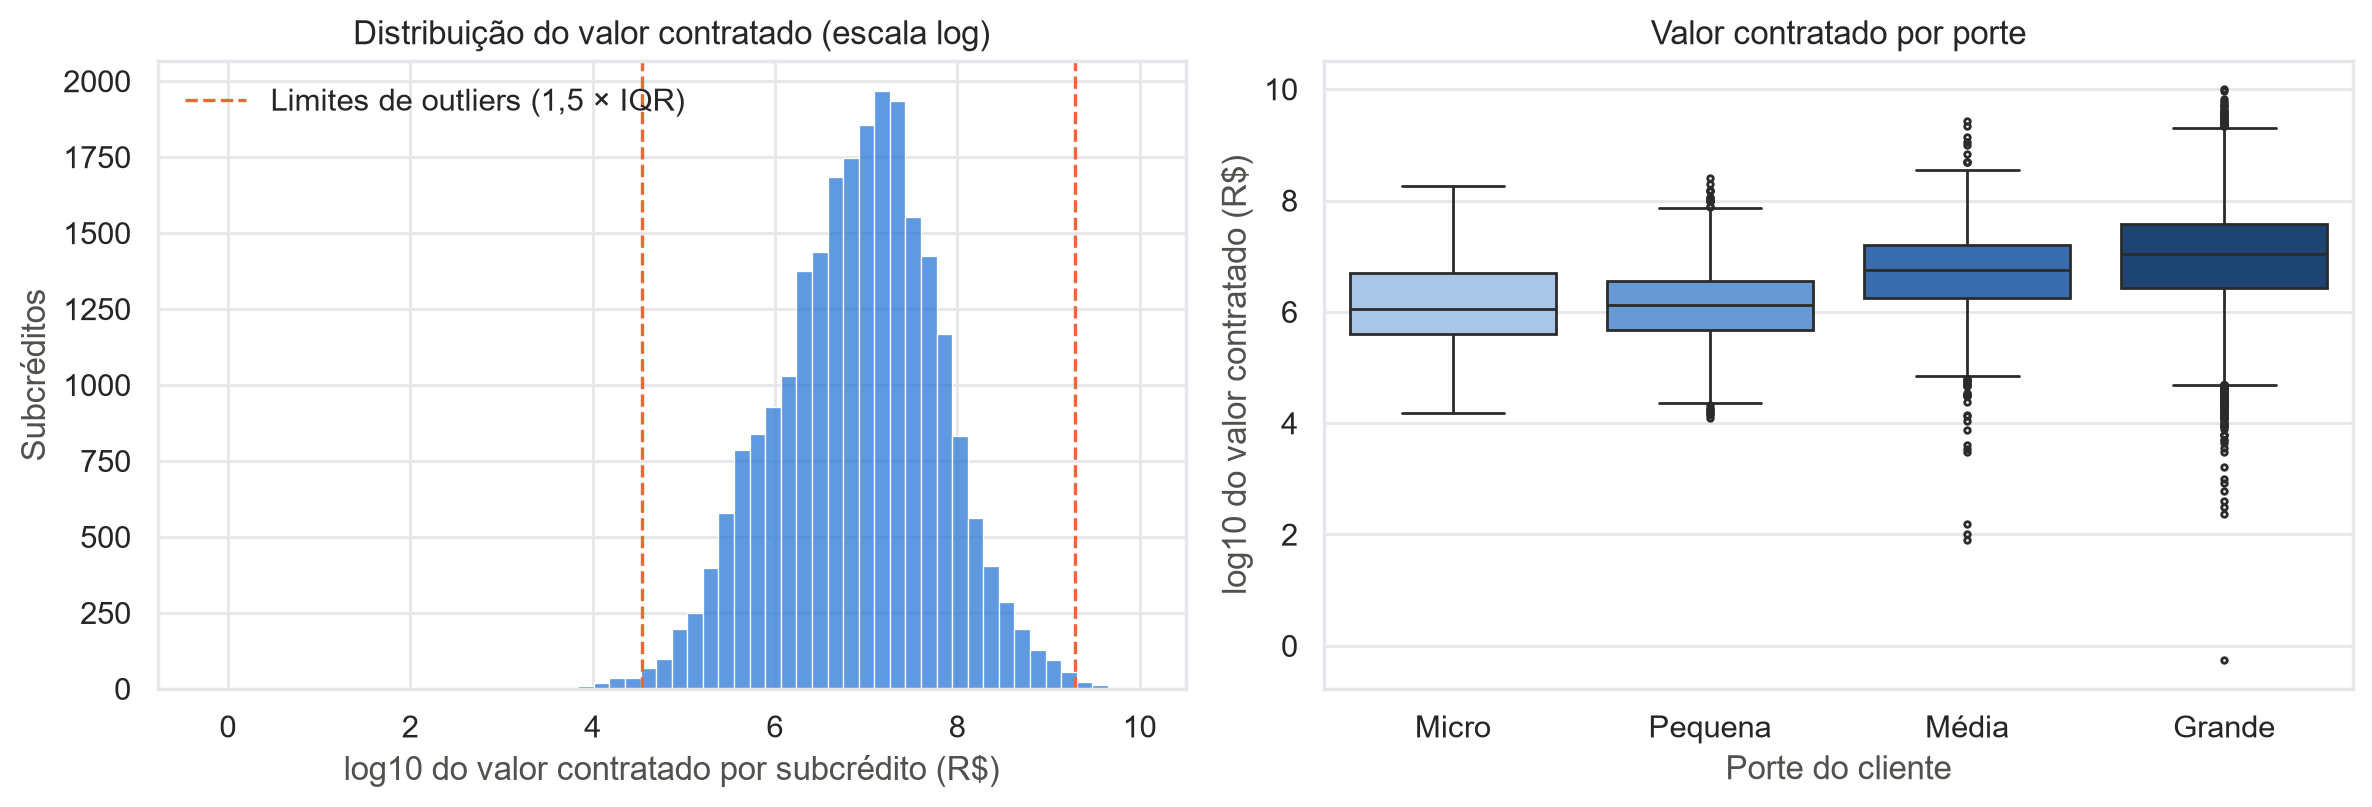 Distribuição do valor contratado (escala log)
Limites de outliers (1,5 × IQR)
2000
1750
1500
1250
1000
750
500
250
0
Subcréditos
0 2 4 6 8 10
log10 do valor contratado por subcrédito (R$)
Valor contratado por porte
10
8
6
4
2
0
log10 do valor contratado (R$)
Micro Pequena Média Grande
Porte do cliente